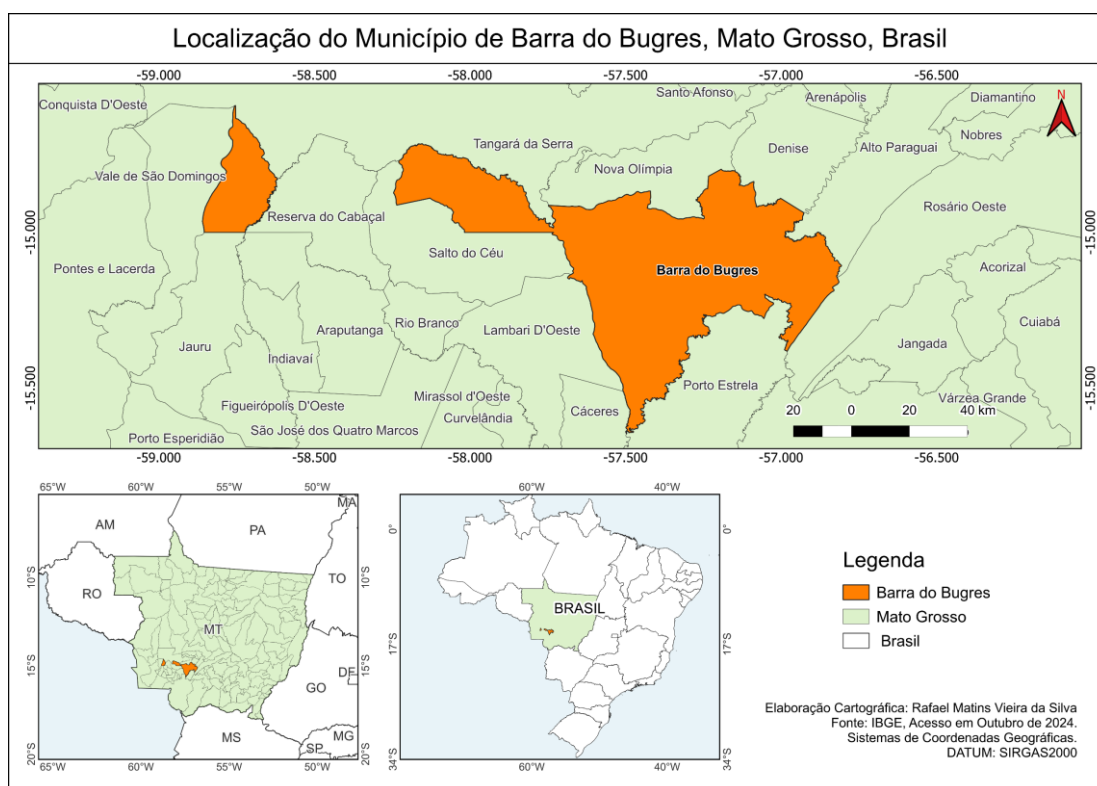 Localização do Município de Barra do Bugres, Mato Grosso, Brasil
-59.000 -58.500 -58.000 -57.500 -57.000 -56.500
Conquista D'Oeste
Santo Afonso
Arenápolis
Diamantino
N
Nobres
Tangará da Serra
Denise
Alto Paraguai
Nova Olímpia
Vale de São Domingos
Reserva do Cabaçal
Rosário Oeste
-15.000
-15.000
Salto do Céu
Barra do Bugres
Pontes e Lacerda
Acorizal
Araputanga
Rio Branco
Lambari D'Oeste
Cuiabá
Jauru
Indiavaí
Jangada
-15.500
-15.500
Porto Estrela
Mirassol d'Oeste
Várzea Grande
Figueirópolis D'Oeste
Cáceres
Curvelândia
20 0 20 40 km
São José dos Quatro Marcos
Porto Esperidião
-59.000 -58.500 -58.000 -57.500 -57.000 -56.500
65°W 60°W 55°W 50°W
MA
AM
PA
10°S
10°S
TO
RO
MT
15°S
15°S
DF
GO
MS
MG
SP
20°S
20°S
65°W 60°W 55°W 50°W
60°W 40°W
0°
0°
BRASIL
17°S
17°S
34°S
34°S
60°W 40°W
Legenda
Barra do Bugres
Mato Grosso
Brasil
Elaboração Cartográfica: Rafael Matins Vieira da Silva
Fonte: IBGE, Acesso em Outubro de 2024.
Sistemas de Coordenadas Geográficas.
DATUM: SIRGAS2000